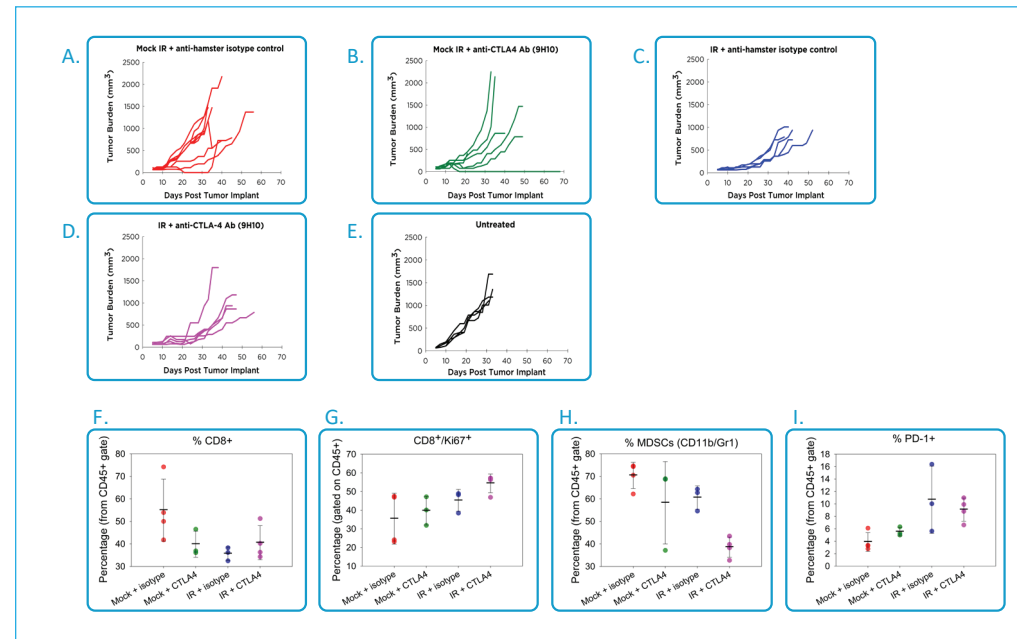 A.
Mock IR + anti-hamster isotype control
Tumor Burden (mm³)
2500
2000
1500
1000
500
0
0 10 20 30 40 50 60 70
Days Post Tumor Implant
B.
Mock IR + anti-CTLA4 Ab (9H10)
Tumor Burden (mm³)
2500
2000
1500
1000
500
0
0 10 20 30 40 50 60 70
Days Post Tumor Implant
C.
IR + anti-hamster isotype control
Tumor Burden (mm³)
2500
2000
1500
1000
500
0
0 10 20 30 40 50 60 70
Days Post Tumor Implant
D.
IR + anti-CTLA-4 Ab (9H10)
Tumor Burden (mm³)
2500
2000
1500
1000
500
0
0 10 20 30 40 50 60 70
Days Post Tumor Implant
E.
Untreated
Tumor Burden (mm³)
2500
2000
1500
1000
500
0
0 10 20 30 40 50 60 70
Days Post Tumor Implant
F.
% CD8+
Percentage (from CD45+ gate)
80
70
60
50
40
30
Mock + isotype
Mock + CTLA4
IR + isotype
IR + CTLA4
G.
CD8⁺/Ki67⁺
Percentage (gated on CD45+)
70
60
50
40
30
20
10
Mock + isotype
Mock + CTLA4
IR + isotype
IR + CTLA4
H.
% MDSCs (CD11b/Gr1)
Percentage (from CD45+ gate)
80
70
60
50
40
30
Mock + isotype
Mock + CTLA4
IR + isotype
IR + CTLA4
I.
% PD-1+
Percentage (from CD45+ gate)
18
16
14
12
10
8
6
4
2
0
Mock + isotype
Mock + CTLA4
IR + isotype
IR + CTLA4